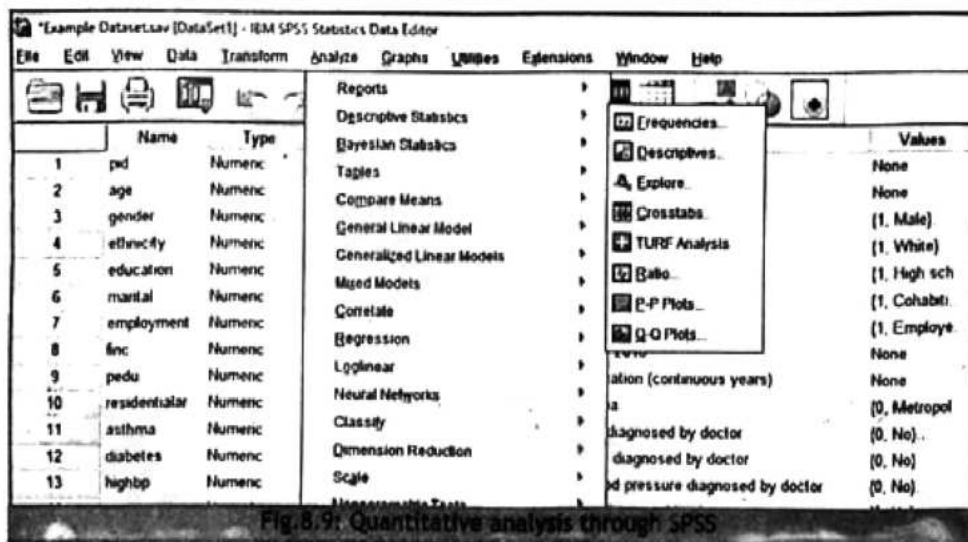 *Example Dataset.sav [DataSet1] - IBM SPSS Statistics Data Editor
File Edit View Data Transform Analyze Graphs Utilities Extensions Window Help
Name Type Values
1 pid Numeric None
2 age Numeric None
3 gender Numeric {1, Male}
4 ethnicity Numeric {1, White}
5 education Numeric {1, High sch
6 marital Numeric {1, Cohabiti
7 employment Numeric {1, Employe
8 finc Numeric None
9 pedu Numeric ation (continuous years) None
10 residentialar Numeric a {0, Metropol
11 asthma Numeric diagnosed by doctor {0, No}..
12 diabetes Numeric diagnosed by doctor {0, No}
13 highbp Numeric d pressure diagnosed by doctor {0, No}
Reports
Descriptive Statistics
Bayesian Statistics
Tables
Compare Means
General Linear Model
Generalized Linear Models
Mixed Models
Correlate
Regression
Loglinear
Neural Networks
Classify
Dimension Reduction
Scale
Nonparametric Tests
Frequencies...
Descriptives...
Explore...
Crosstabs...
TURF Analysis
Ratio...
P-P Plots...
Q-Q Plots...
Fig.8.9: Quantitative analysis through SPSS